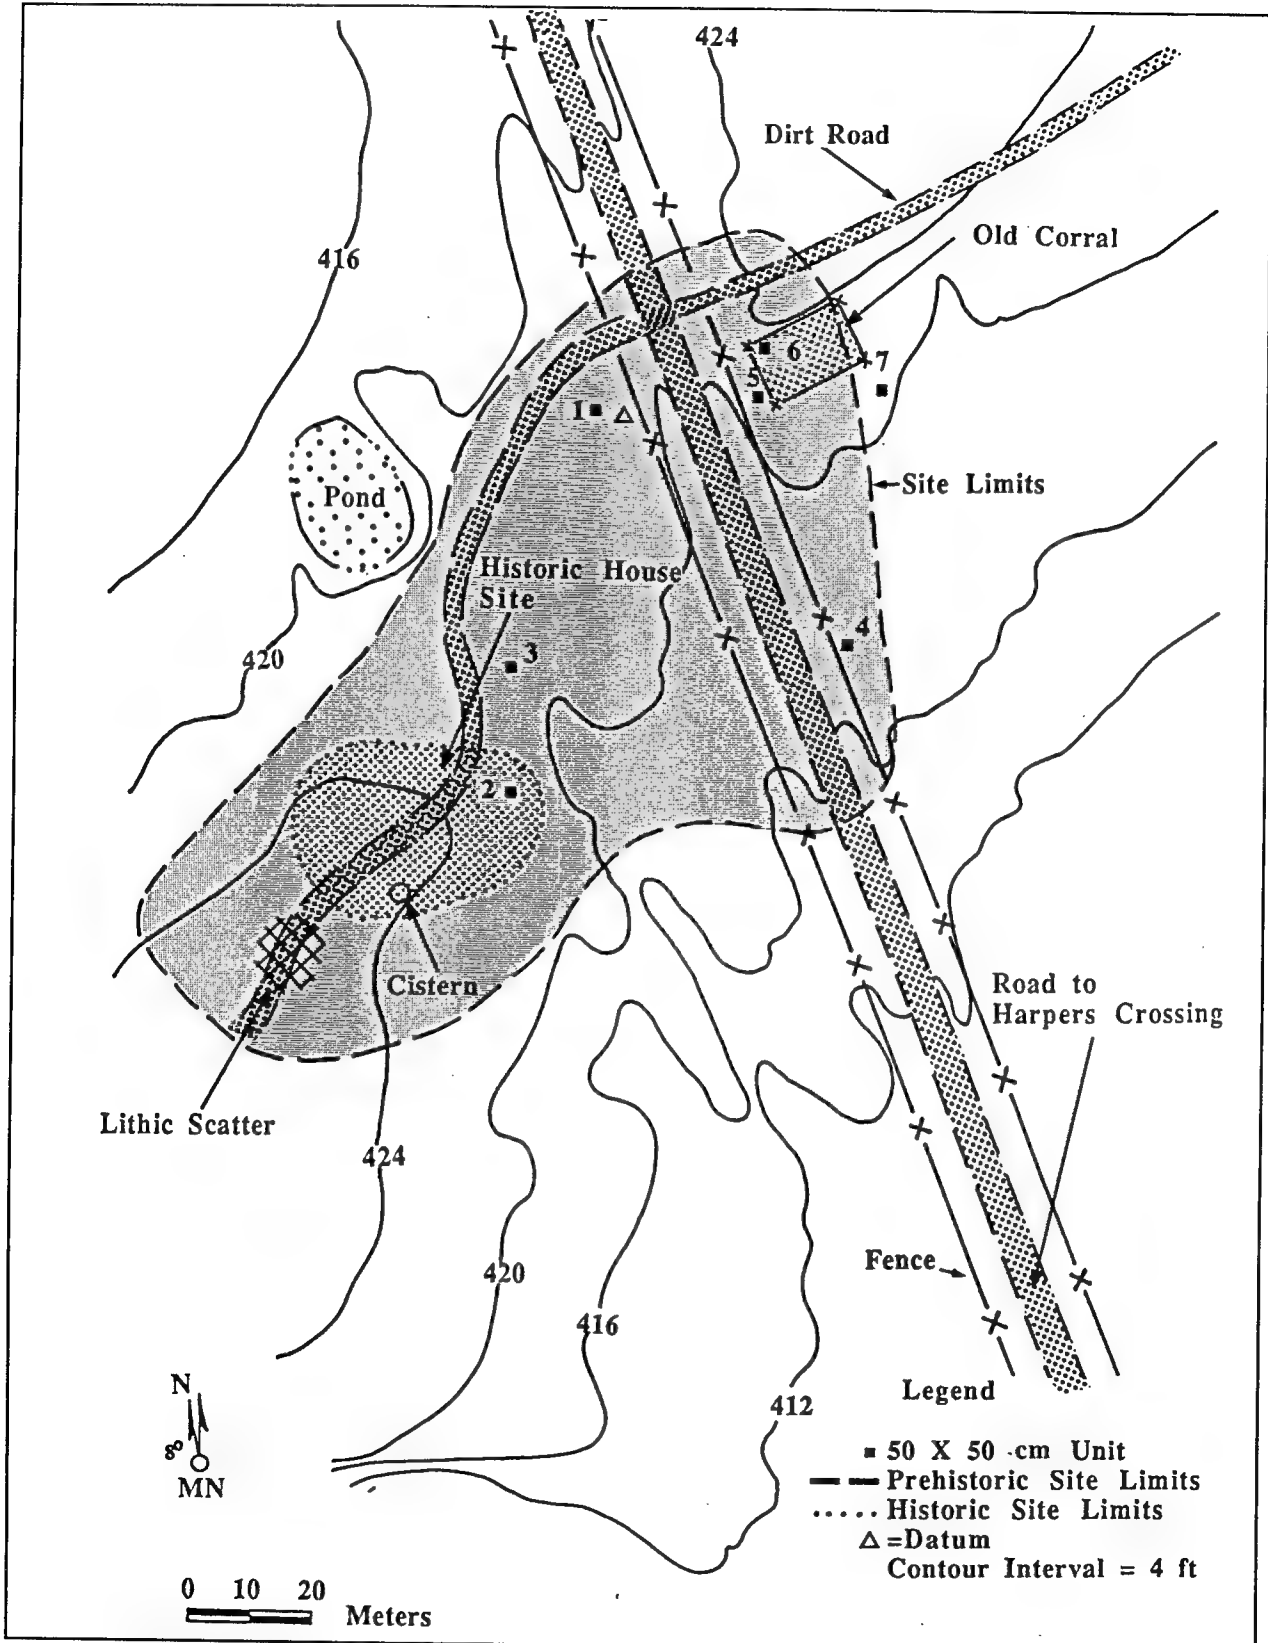 424
Dirt Road
Old Corral
416
6
7
5
1
Site Limits
Pond
Historic House
Site
4
3
420
2
Cistern
Road to
Harpers Crossing
Lithic Scatter
424
Fence
420
416
N
Legend
412
8°
50 X 50 cm Unit
MN
Prehistoric Site Limits
Historic Site Limits
=Datum
Contour Interval = 4 ft
0 10 20
Meters